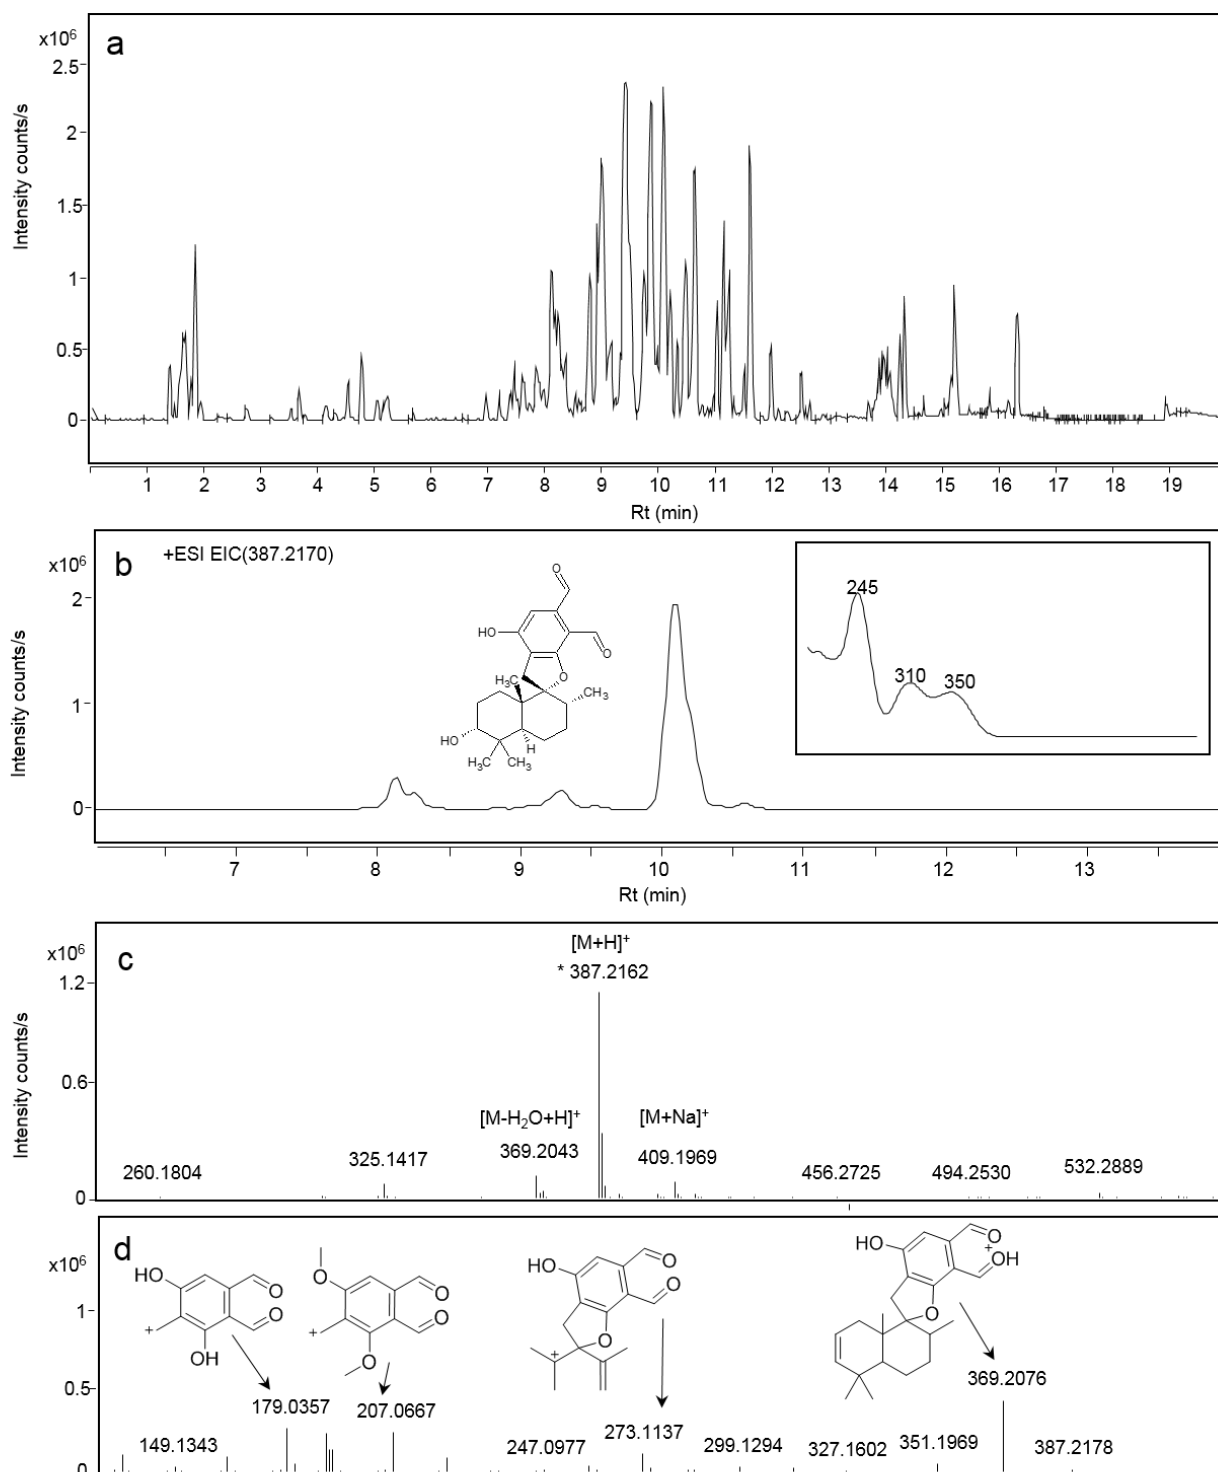 a
x10⁶
2.5
2
1.5
1
0.5
0
Intensity counts/s
1 2 3 4 5 6 7 8 9 10 11 12 13 14 15 16 17 18 19
Rt (min)
b
+ESI EIC(387.2170)
x10⁶
2
1
0
Intensity counts/s
O
HO
O
O
H₃C
CH₃
HO
H
H₃C CH₃
245
310 350
7 8 9 10 11 12 13
Rt (min)
c
[M+H]⁺
* 387.2162
x10⁶
1.2
0.6
0
Intensity counts/s
[M-H₂O+H]⁺ [M+Na]⁺
260.1804 325.1417 369.2043 409.1969 456.2725 494.2530 532.2889
d
x10⁶
1
0.5
0
Intensity counts/s
HO
O
O
+
OH
O
O
O
+
O
HO
O
O
O
+
HO
O
+
OH
O
369.2076
179.0357 207.0667
149.1343 247.0977 273.1137 299.1294 327.1602 351.1969 387.2178